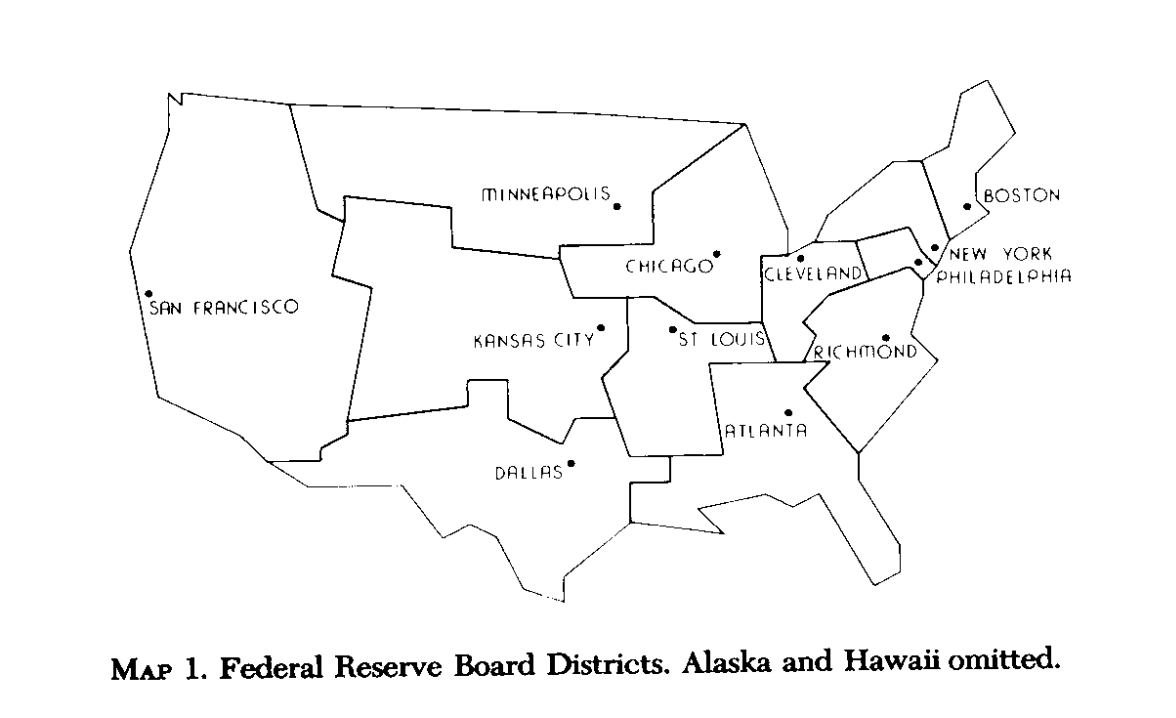 MINNEAPOLIS
BOSTON
NEW YORK
CHICAGO
CLEVELAND
PHILADELPHIA
SAN FRANCISCO
KANSAS CITY
ST LOUIS
RICHMOND
ATLANTA
DALLAS
MAP 1. Federal Reserve Board Districts. Alaska and Hawaii omitted.